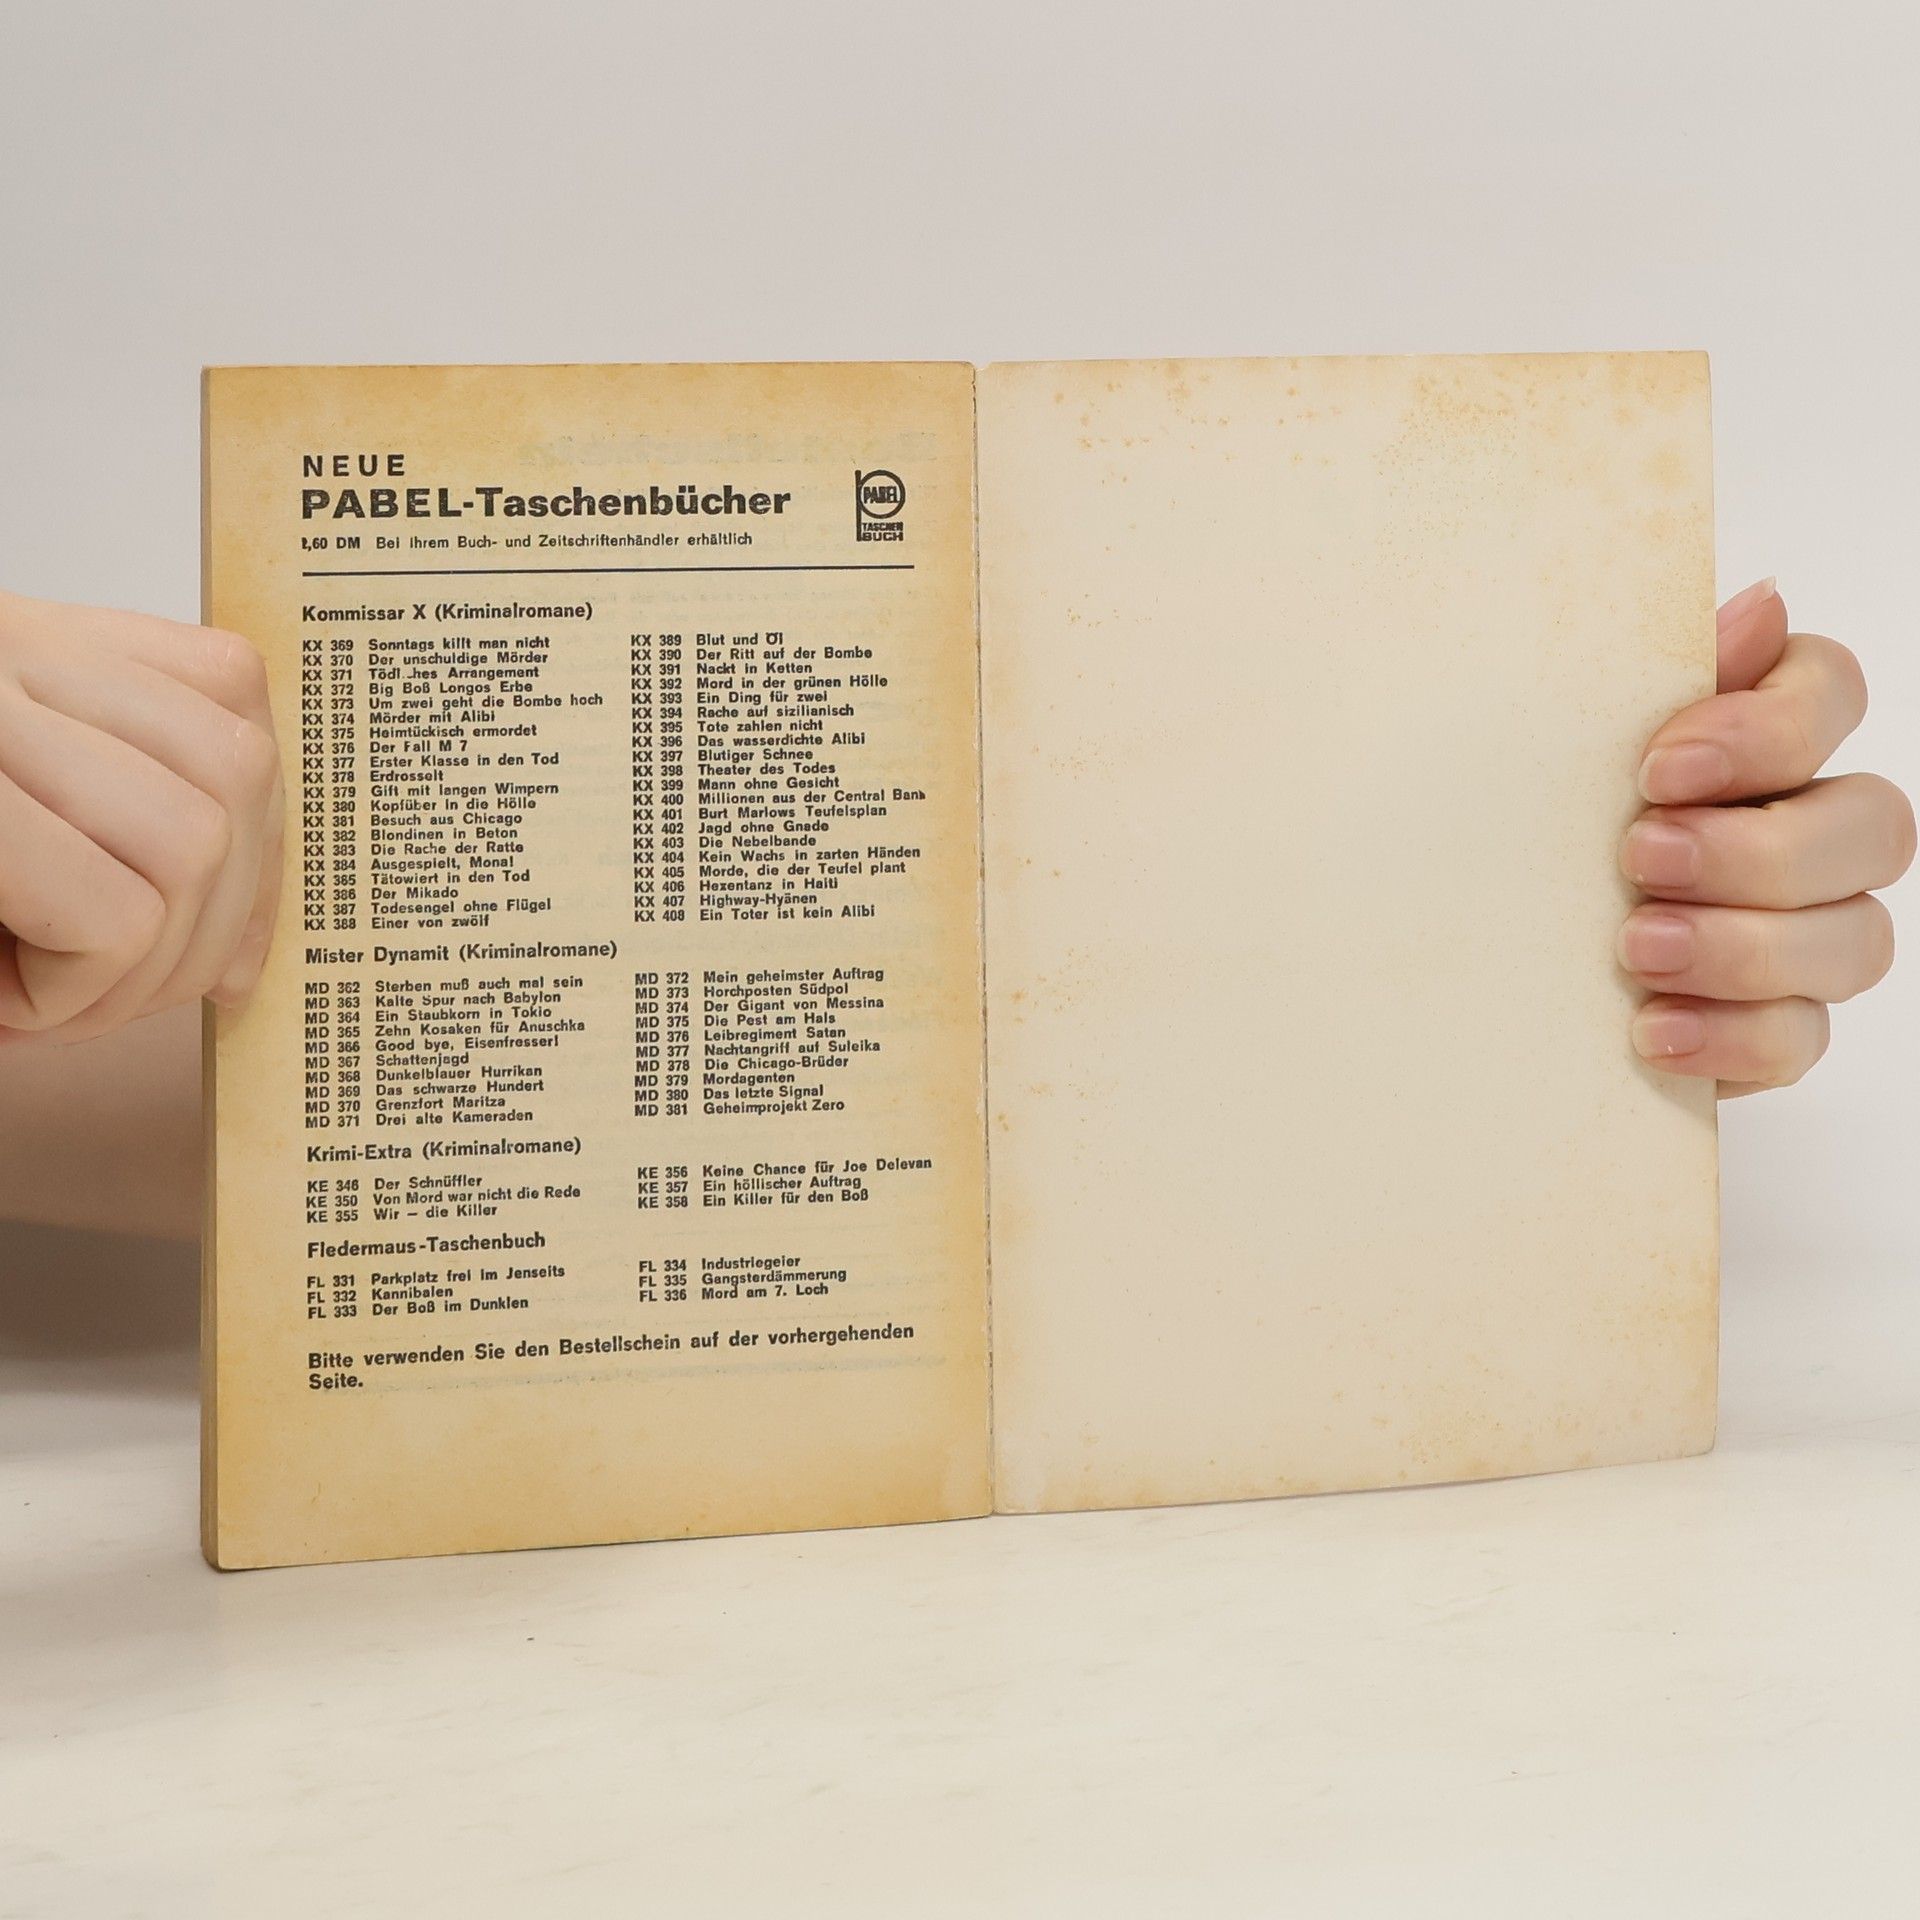 NEUE
PABEL-Taschenbücher
2,60 DM Bei Ihrem Buch- und Zeitschriftenhändler erhältlich
PABEL
TASCHEN
BUCH
Kommissar X (Kriminalromane)
KX 369 Sonntags killt man nicht
KX 370 Der unschuldige Mörder
KX 371 Tödliches Arrangement
KX 372 Big Boß Longos Erbe
KX 373 Um zwei geht die Bombe hoch
KX 374 Mörder mit Alibi
KX 375 Heimtückisch ermordet
KX 376 Der Fall M 7
KX 377 Erster Klasse in den Tod
KX 378 Erdrosselt
KX 379 Gift mit langen Wimpern
KX 380 Kopfüber in die Hölle
KX 381 Besuch aus Chicago
KX 382 Blondinen in Beton
KX 383 Die Rache der Ratte
KX 384 Ausgespielt, Mona!
KX 385 Tätowiert in den Tod
KX 386 Der Mikado
KX 387 Todesengel ohne Flügel
KX 388 Einer von zwölf
KX 389 Blut und Öl
KX 390 Der Ritt auf der Bombe
KX 391 Nackt in Ketten
KX 392 Mord in der grünen Hölle
KX 393 Ein Ding für zwei
KX 394 Rache auf sizilianisch
KX 395 Tote zahlen nicht
KX 396 Das wasserdichte Alibi
KX 397 Blutiger Schnee
KX 398 Theater des Todes
KX 399 Mann ohne Gesicht
KX 400 Millionen aus der Central Bank
KX 401 Burt Marlows Teufelsplan
KX 402 Jagd ohne Gnade
KX 403 Die Nebelbande
KX 404 Kein Wachs in zarten Händen
KX 405 Morde, die der Teufel plant
KX 406 Hexentanz in Haiti
KX 407 Highway-Hyänen
KX 408 Ein Toter ist kein Alibi
Mister Dynamit (Kriminalromane)
MD 362 Sterben muß auch mal sein
MD 363 Kalte Spur nach Babylon
MD 364 Ein Staubkorn in Tokio
MD 365 Zehn Kosaken für Anuschka
MD 366 Good bye, Eisenfresser!
MD 367 Schattenjagd
MD 368 Dunkelblauer Hurrikan
MD 369 Das schwarze Hundert
MD 370 Grenzfort Maritza
MD 371 Drei alte Kameraden
MD 372 Mein geheimster Auftrag
MD 373 Horchposten Südpol
MD 374 Der Gigant von Messina
MD 375 Die Pest am Hals
MD 376 Leibregiment Satan
MD 377 Nachtangriff auf Suleika
MD 378 Die Chicago-Brüder
MD 379 Mordagenten
MD 380 Das letzte Signal
MD 381 Geheimprojekt Zero
Krimi-Extra (Kriminalromane)
KE 346 Der Schnüffler
KE 350 Von Mord war nicht die Rede
KE 355 Wir – die Killer
KE 356 Keine Chance für Joe Delevan
KE 357 Ein höllischer Auftrag
KE 358 Ein Killer für den Boß
Fledermaus-Taschenbuch
FL 331 Parkplatz frei im Jenseits
FL 332 Kannibalen
FL 333 Der Boß im Dunklen
FL 334 Industriegeier
FL 335 Gangsterdämmerung
FL 336 Mord am 7. Loch
Bitte verwenden Sie den Bestellschein auf der vorhergehenden
Seite.